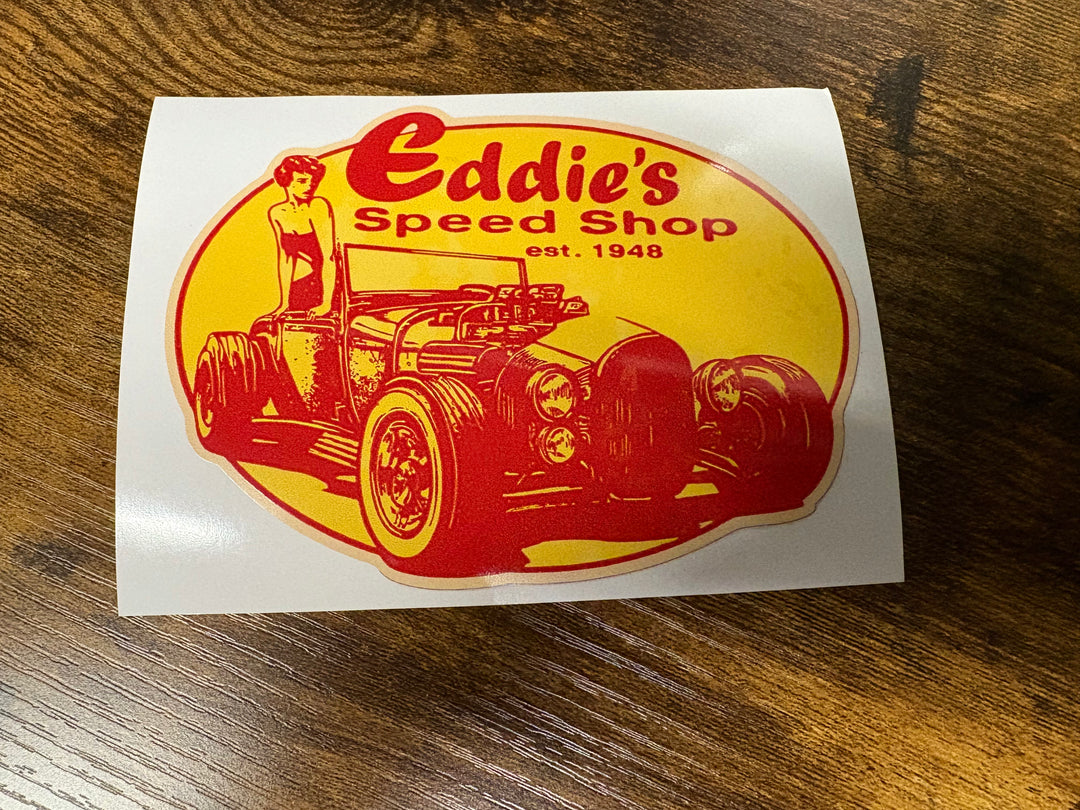 Eddie's
Speed Shop
est. 1948